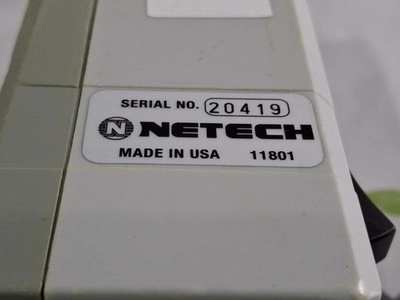 SERIAL NO. 20419
N NETECH
MADE IN USA 11801